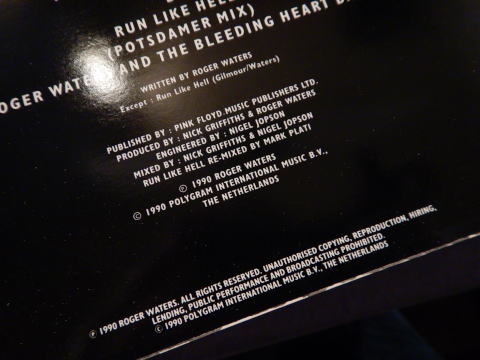 RUN LIKE HELL
(POTSDAMER MIX)
ROGER WATERS AND THE BLEEDING HEART
WRITTEN BY ROGER WATERS
Except : Run Like Hell (Gilmour/Waters)
PUBLISHED BY : PINK FLOYD MUSIC PUBLISHERS LTD.
PRODUCED BY : NICK GRIFFITHS & ROGER WATERS
ENGINEERED BY : NIGEL JOPSON
MIXED BY : NICK GRIFFITHS & NIGEL JOPSON
RUN LIKE HELL RE-MIXED BY MARK PLATI
℗ 1990 ROGER WATERS
© 1990 POLYGRAM INTERNATIONAL MUSIC B.V.,
THE NETHERLANDS
℗ 1990 ROGER WATERS. ALL RIGHTS RESERVED. UNAUTHORISED COPYING, REPRODUCTION, HIRING,
LENDING, PUBLIC PERFORMANCE AND BROADCASTING PROHIBITED.
© 1990 POLYGRAM INTERNATIONAL MUSIC B.V., THE NETHERLANDS